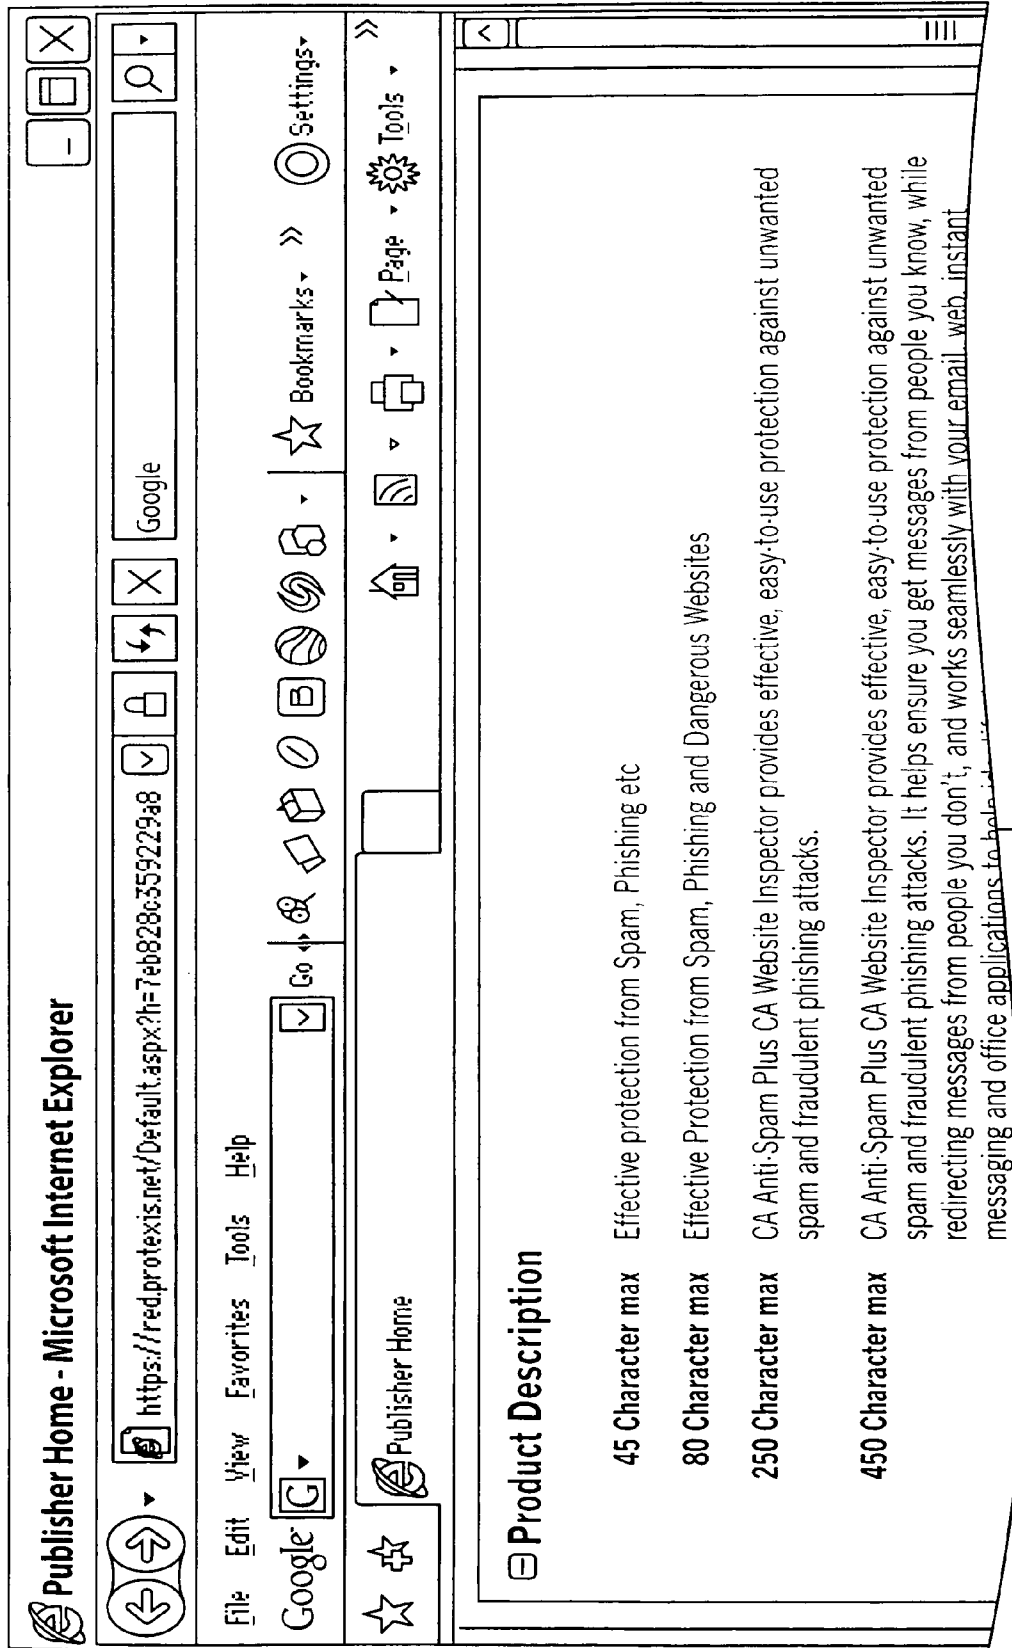 Publisher Home - Microsoft Internet Explorer
https://red.protexis.net/Default.aspx?h=7eb828c359229a8
Google
File Edit View Favorites Tools Help
Google G Go B Bookmarks Settings
Publisher Home
Page Tools
Product Description
45 Character max Effective protection from Spam, Phishing etc
80 Character max Effective Protection from Spam, Phishing and Dangerous Websites
250 Character max CA Anti-Spam Plus CA Website Inspector provides effective, easy-to-use protection against unwanted
spam and fraudulent phishing attacks.
450 Character max CA Anti-Spam Plus CA Website Inspector provides effective, easy-to-use protection against unwanted
spam and fraudulent phishing attacks. It helps ensure you get messages from people you know, while
redirecting messages from people you don't, and works seamlessly with your email, web, instant
messaging and office applications to help